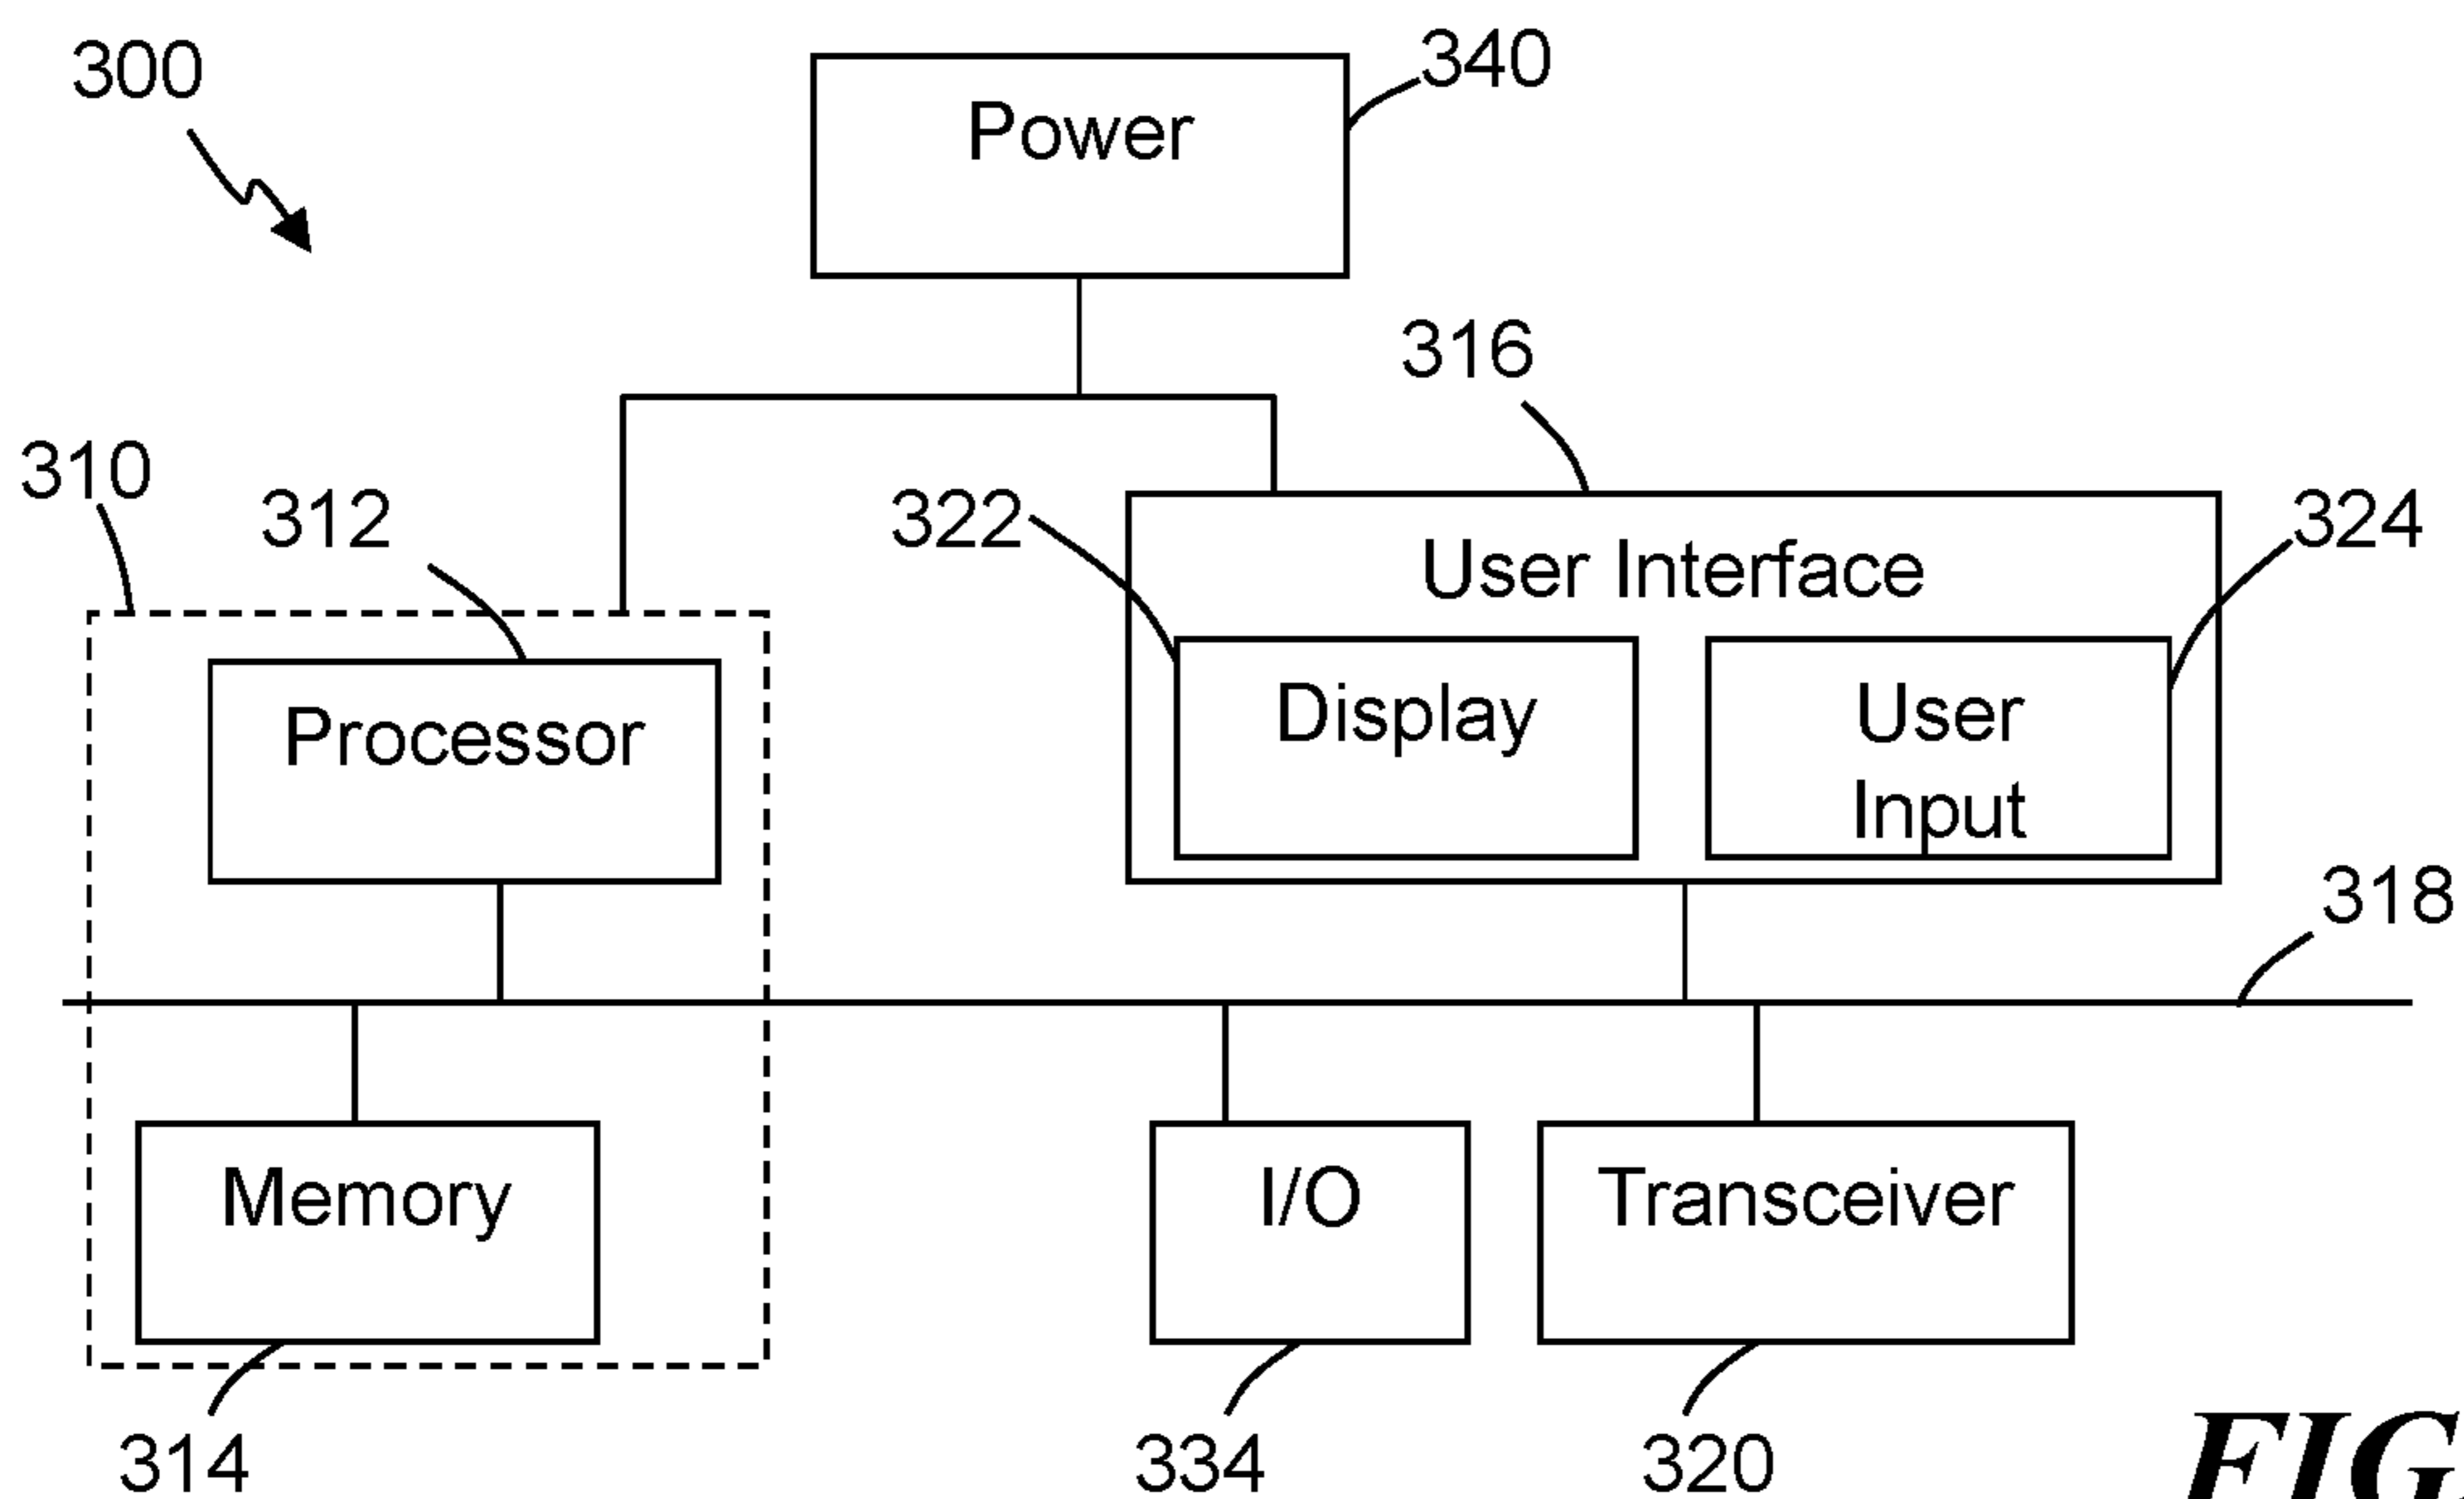 300
340
Power
316
310
312
322
324
User Interface
Processor
Display
User
Input
318
Memory
I/O
Transceiver
314
334
320
FIG